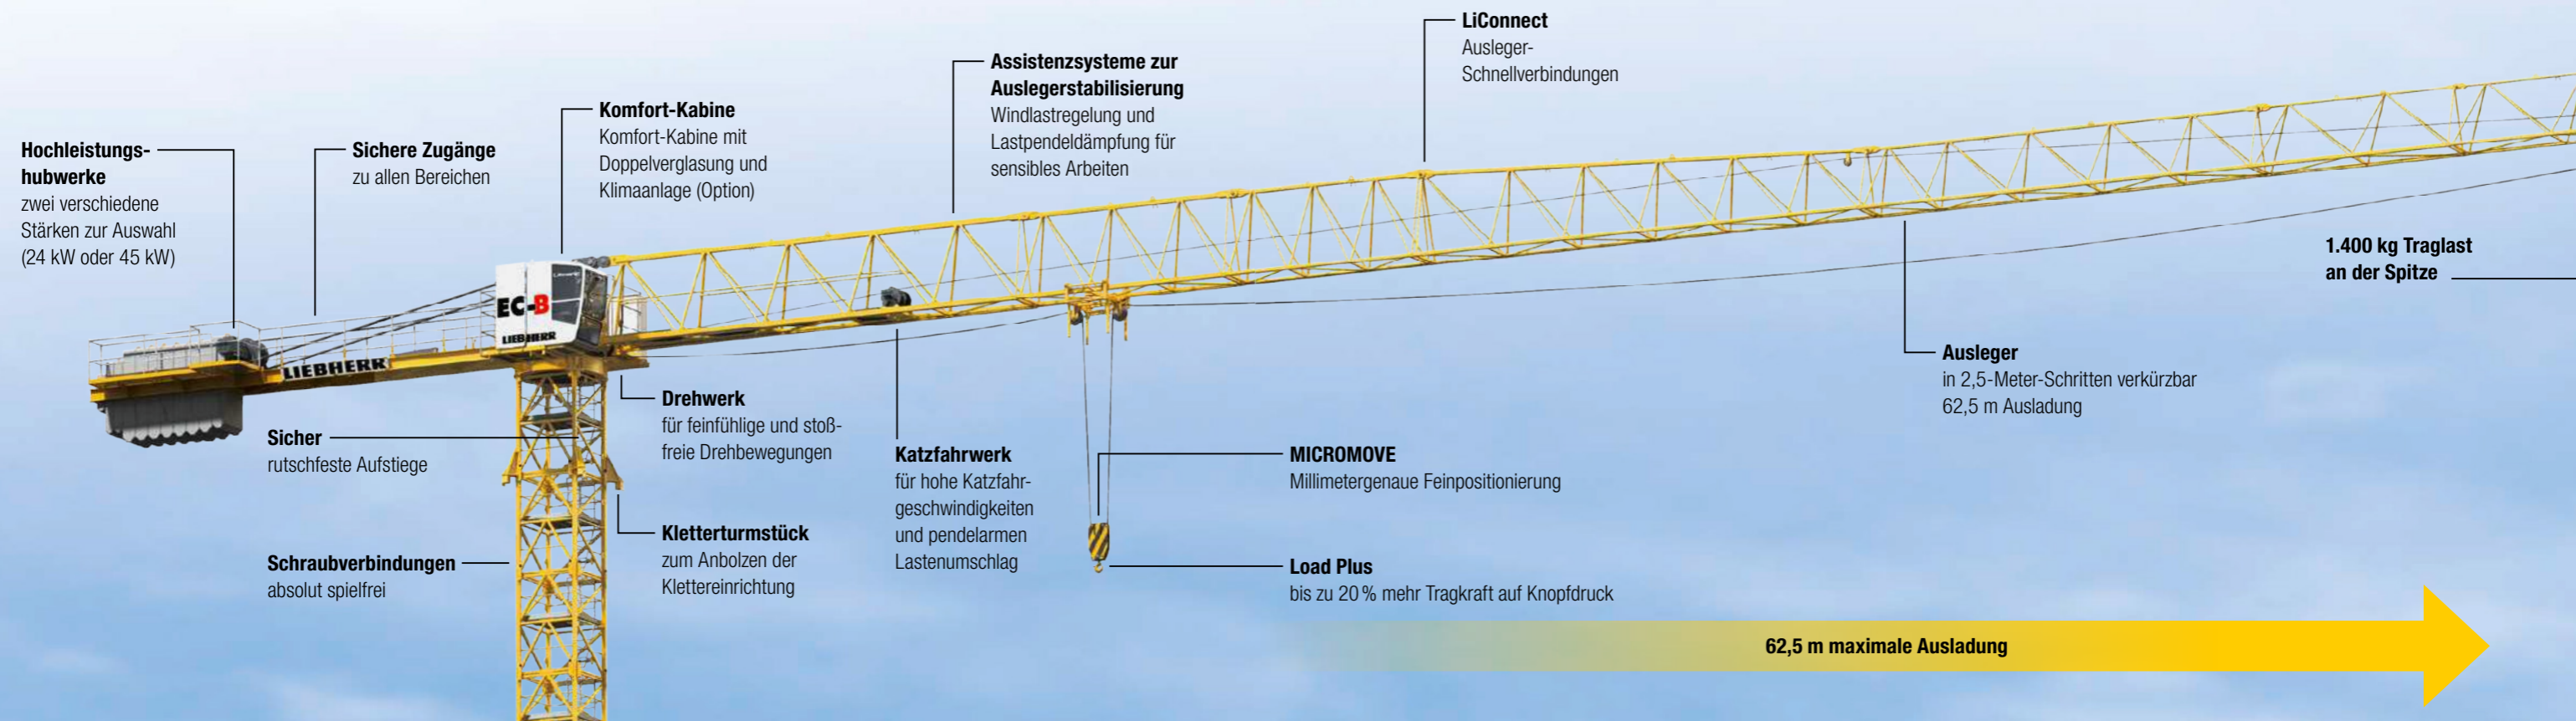 Hochleistungs-
hubwerke
zwei verschiedene
Stärken zur Auswahl
(24 kW oder 45 kW)
Sichere Zugänge
zu allen Bereichen
Komfort-Kabine
Komfort-Kabine mit
Doppelverglasung und
Klimaanlage (Option)
Assistenzsysteme zur
Auslegerstabilisierung
Windlastregelung und
Lastpendeldämpfung für
sensibles Arbeiten
LiConnect
Ausleger-
Schnellverbindungen
1.400 kg Traglast
an der Spitze
EC-B
LIEBHERR
LIEBHERR
Ausleger
in 2,5-Meter-Schritten verkürzbar
62,5 m Ausladung
Drehwerk
für feinfühlige und stoß-
freie Drehbewegungen
Sicher
rutschfeste Aufstiege
Katzfahrwerk
für hohe Katzfahr-
geschwindigkeiten
und pendelarmen
Lastenumschlag
MICROMOVE
Millimetergenaue Feinpositionierung
Kletterturmstück
zum Anbolzen der
Klettereinrichtung
Schraubverbindungen
absolut spielfrei
Load Plus
bis zu 20 % mehr Tragkraft auf Knopfdruck
62,5 m maximale Ausladung